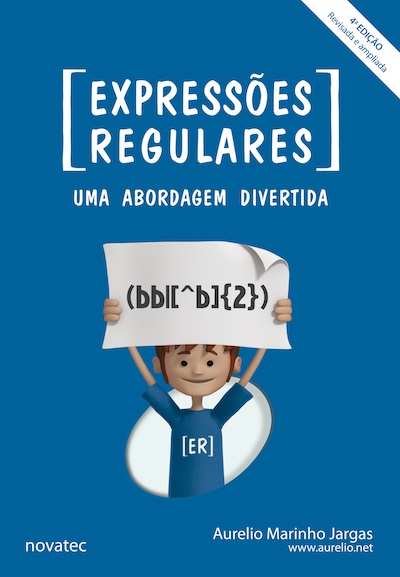 4ª EDIÇÃO
Revisada e ampliada
[EXPRESSÕES
REGULARES]
UMA ABORDAGEM DIVERTIDA
(bb|[^b]{2})
[ER]
Aurelio Marinho Jargas
www.aurelio.net
novatec